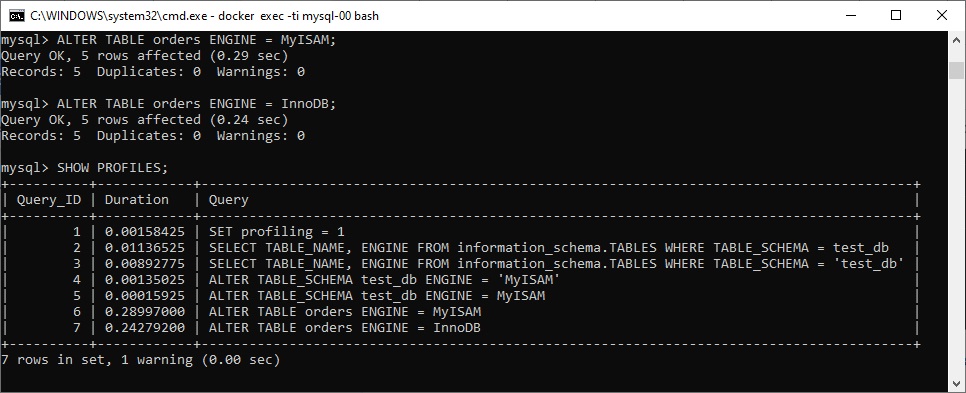 C:\WINDOWS\system32\cmd.exe - docker exec -ti mysql-00 bash
mysql> ALTER TABLE orders ENGINE = MyISAM;
Query OK, 5 rows affected (0.29 sec)
Records: 5  Duplicates: 0  Warnings: 0
mysql> ALTER TABLE orders ENGINE = InnoDB;
Query OK, 5 rows affected (0.24 sec)
Records: 5  Duplicates: 0  Warnings: 0
mysql> SHOW PROFILES;
+----------+------------+----------------------------------------------------------------------------------------+
| Query_ID | Duration   | Query                                                                                  |
+----------+------------+----------------------------------------------------------------------------------------+
|        1 | 0.00158425 | SET profiling = 1                                                                      |
|        2 | 0.01136525 | SELECT TABLE_NAME, ENGINE FROM information_schema.TABLES WHERE TABLE_SCHEMA = test_db   |
|        3 | 0.00892775 | SELECT TABLE_NAME, ENGINE FROM information_schema.TABLES WHERE TABLE_SCHEMA = 'test_db' |
|        4 | 0.00135025 | ALTER TABLE_SCHEMA test_db ENGINE = 'MyISAM'                                           |
|        5 | 0.00015925 | ALTER TABLE_SCHEMA test_db ENGINE = MyISAM                                             |
|        6 | 0.28997000 | ALTER TABLE orders ENGINE = MyISAM                                                     |
|        7 | 0.24279200 | ALTER TABLE orders ENGINE = InnoDB                                                     |
+----------+------------+----------------------------------------------------------------------------------------+
7 rows in set, 1 warning (0.00 sec)